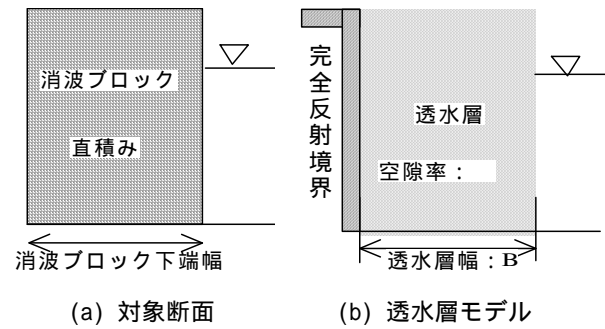 消波ブロック
直積み
消波ブロック下端幅
(a) 対象断面
完全反射境界
透水層
空隙率：
透水層幅：B
(b) 透水層モデル